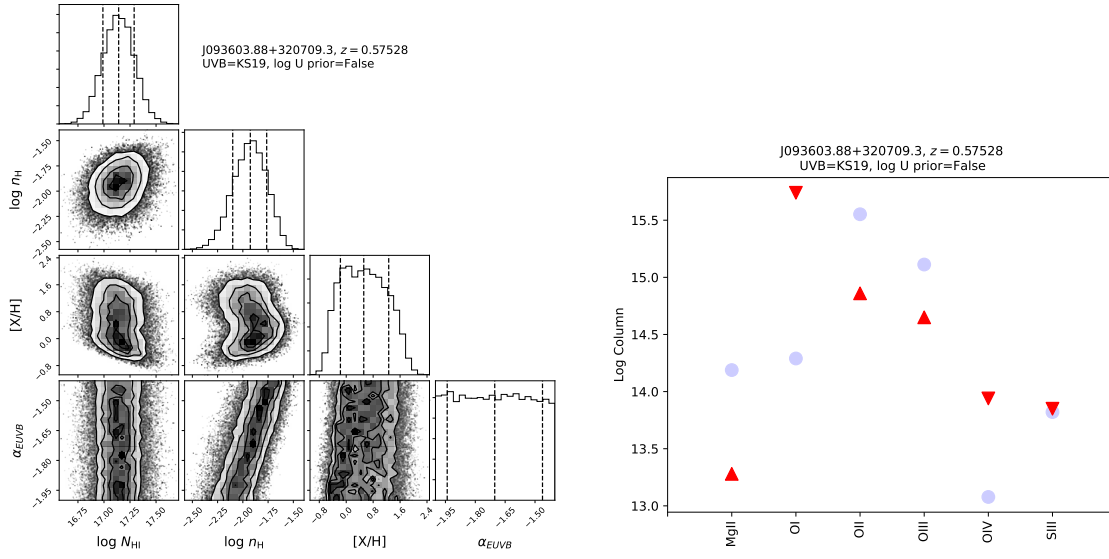 J093603.88+320709.3, z = 0.57528
UVB=KS19, log U prior=False
log n_H
−1.50
−1.75
−2.00
−2.25
−2.50
[X/H]
2.4
1.6
0.8
0.0
−0.8
α_EUVB
−1.50
−1.65
−1.80
−1.95
16.75 17.00 17.25 17.50
log N_HI
−2.50 −2.25 −2.00 −1.75 −1.50
log n_H
−0.8 0.0 0.8 1.6 2.4
[X/H]
−1.95 −1.80 −1.65 −1.50
α_EUVB
J093603.88+320709.3, z = 0.57528
UVB=KS19, log U prior=False
Log Column
15.5
15.0
14.5
14.0
13.5
13.0
MgII OI OII OIII OIV SIII